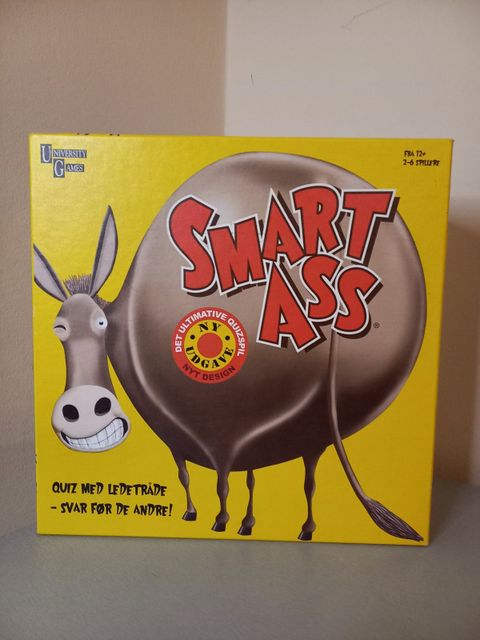 UNIVERSITY
GAMES
FRA 12+
2-6 SPILLERE
SMART
ASS
®
DET ULTIMATIVE QUIZSPIL
NY
UDGAVE
NYT DESIGN
QUIZ MED LEDETRÅDE
- SVAR FØR DE ANDRE!